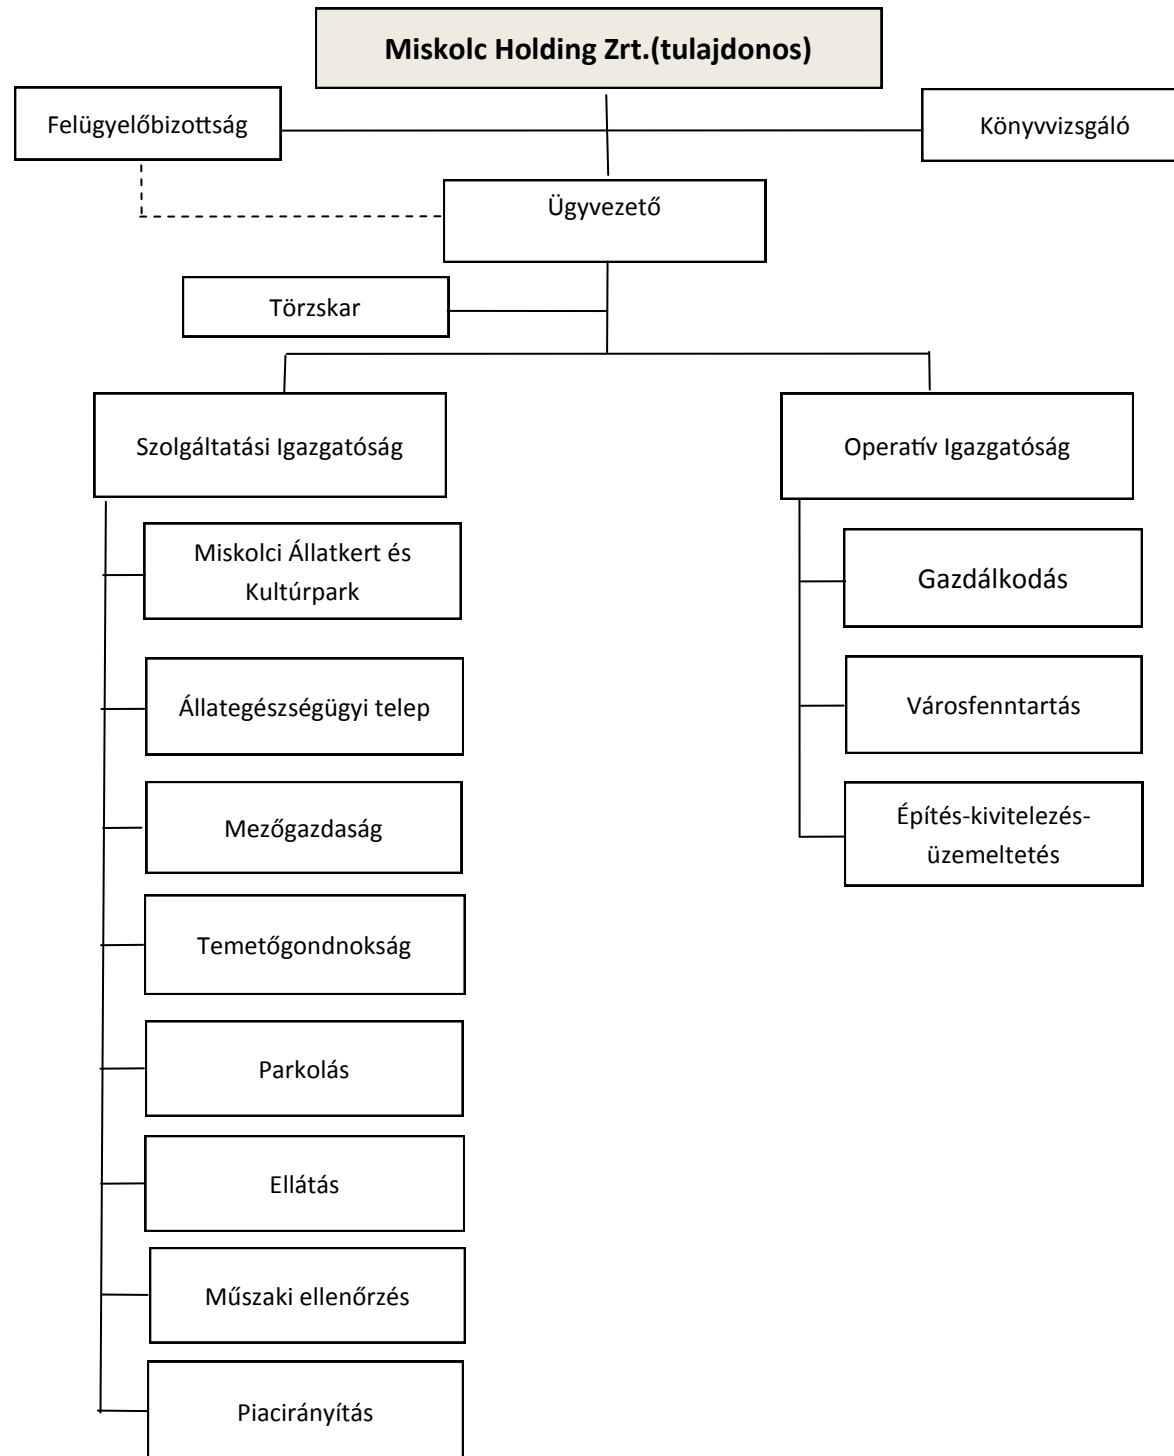 Miskolc Holding Zrt.(tulajdonos)
Felügyelőbizottság
Könyvvizsgáló
Ügyvezető
Törzskar
Szolgáltatási Igazgatóság
Operatív Igazgatóság
Miskolci Állatkert és
Kultúrpark
Állategészségügyi telep
Mezőgazdaság
Temetőgondnokság
Parkolás
Ellátás
Műszaki ellenőrzés
Piacirányítás
Gazdálkodás
Városfenntartás
Építés-kivitelezés-
üzemeltetés